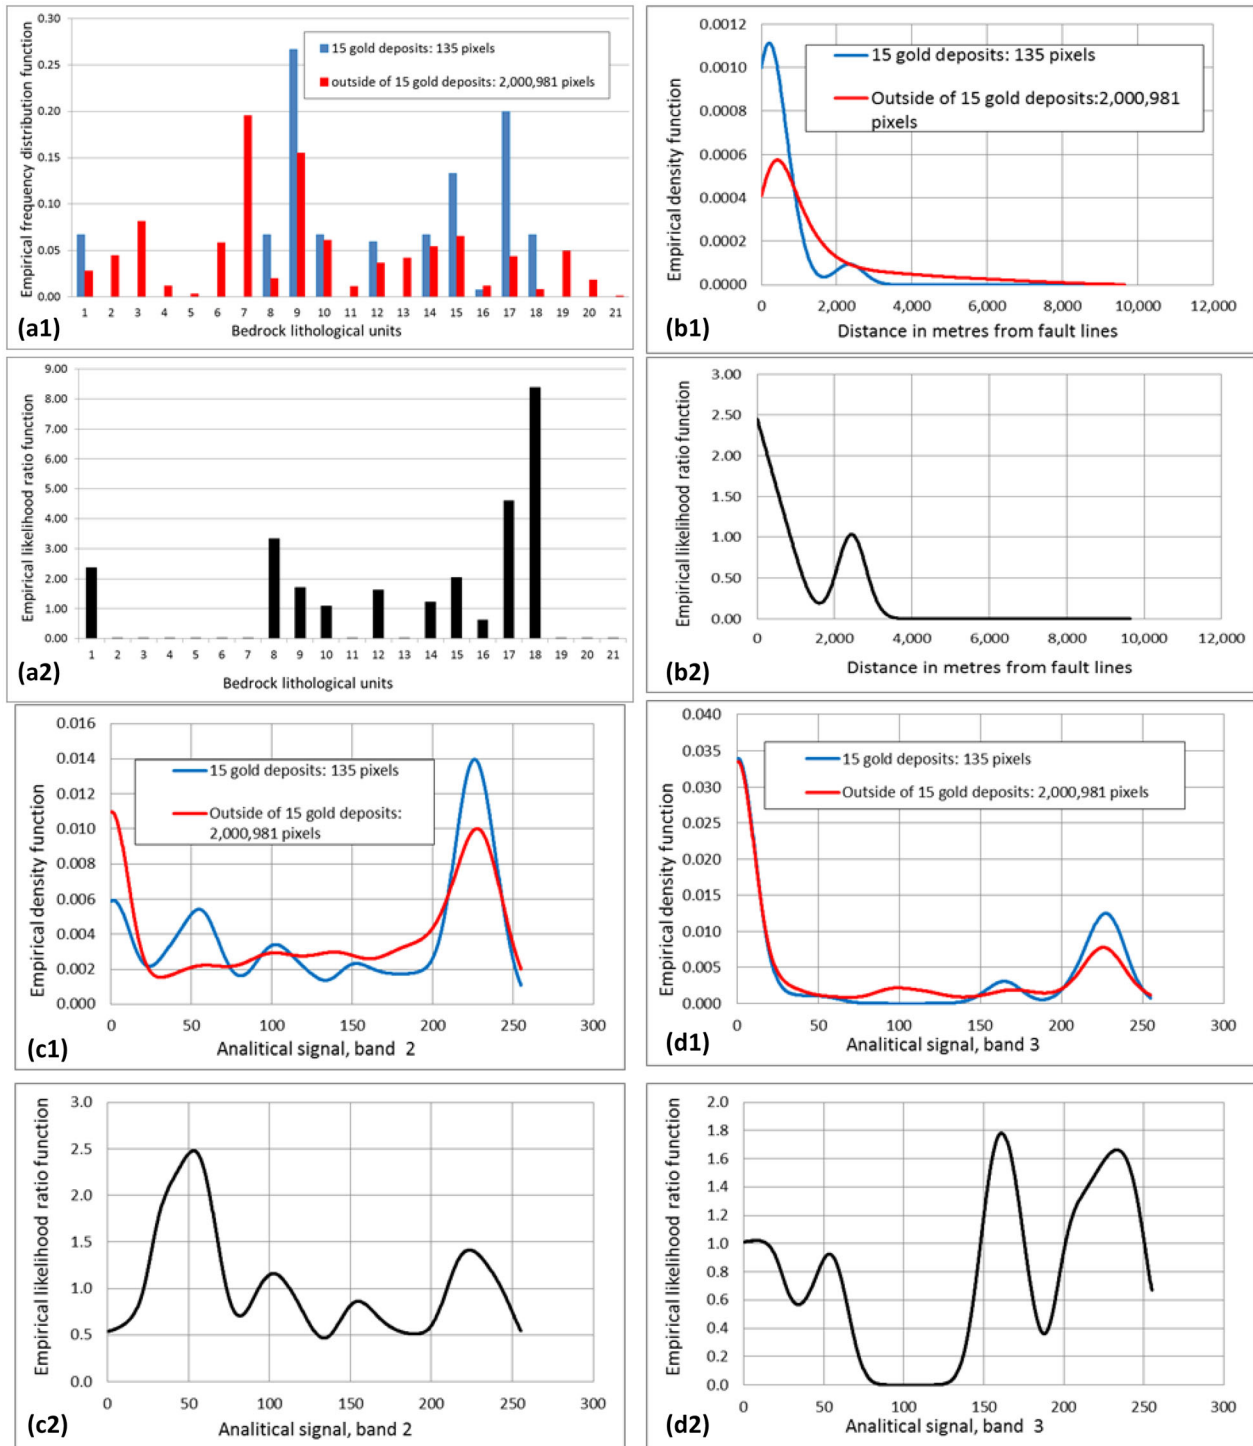 Empirical frequency distribution function
0.30
0.25
0.20
0.15
0.10
0.05
0.00
15 gold deposits: 135 pixels
outside of 15 gold deposits: 2,000,981 pixels
1 2 3 4 5 6 7 8 9 10 11 12 13 14 15 16 17 18 19 20 21
Bedrock lithological units
(a1)
Empirical density function
0.0012
0.0010
0.0008
0.0006
0.0004
0.0002
0.0000
15 gold deposits: 135 pixels
Outside of 15 gold deposits:2,000,981
pixels
0 2,000 4,000 6,000 8,000 10,000 12,000
Distance in metres from fault lines
(b1)
Empirical likelihood ratio function
9.00
8.00
7.00
6.00
5.00
4.00
3.00
2.00
1.00
0.00
1 2 3 4 5 6 7 8 9 10 11 12 13 14 15 16 17 18 19 20 21
Bedrock lithological units
(a2)
Empirical likelihood ratio function
3.00
2.50
2.00
1.50
1.00
0.50
0.00
0 2,000 4,000 6,000 8,000 10,000 12,000
Distance in metres from fault lines
(b2)
Empirical density function
0.016
0.014
0.012
0.010
0.008
0.006
0.004
0.002
0.000
15 gold deposits: 135 pixels
Outside of 15 gold deposits:
2,000,981 pixels
0 50 100 150 200 250 300
Analitical signal, band 2
(c1)
Empirical density function
0.040
0.035
0.030
0.025
0.020
0.015
0.010
0.005
0.000
15 gold deposits: 135 pixels
Outside of 15 gold deposits: 2,000,981 pixels
0 50 100 150 200 250 300
Analitical signal, band 3
(d1)
Empirical likelihood ratio function
3.0
2.5
2.0
1.5
1.0
0.5
0.0
0 50 100 150 200 250 300
Analitical signal, band 2
(c2)
Empirical likelihood ratio function
2.0
1.8
1.6
1.4
1.2
1.0
0.8
0.6
0.4
0.2
0.0
0 50 100 150 200 250 300
Analitical signal, band 3
(d2)